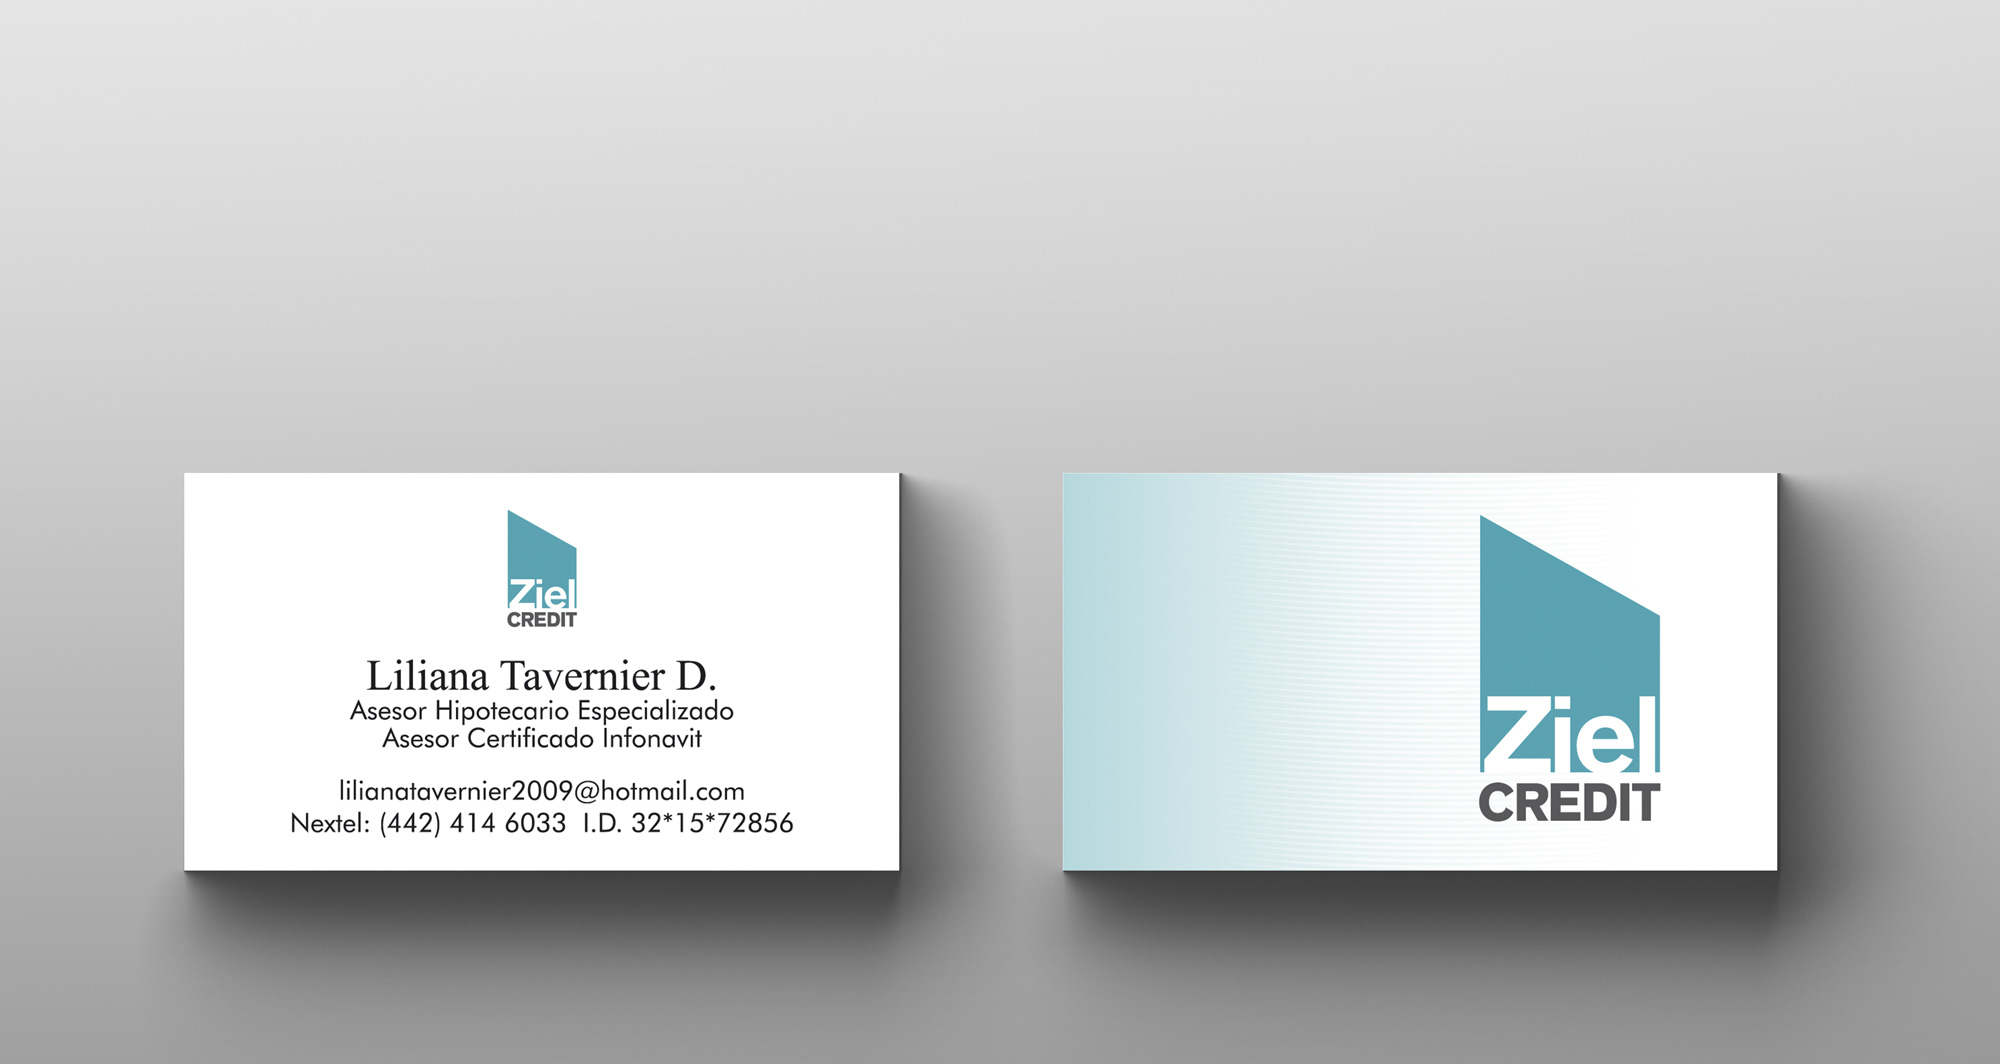 Ziel
CREDIT
Liliana Tavernier D.
Asesor Hipotecario Especializado
Asesor Certificado Infonavit
lilianatavernier2009@hotmail.com
Nextel: (442) 414 6033 I.D. 32*15*72856
Ziel
CREDIT